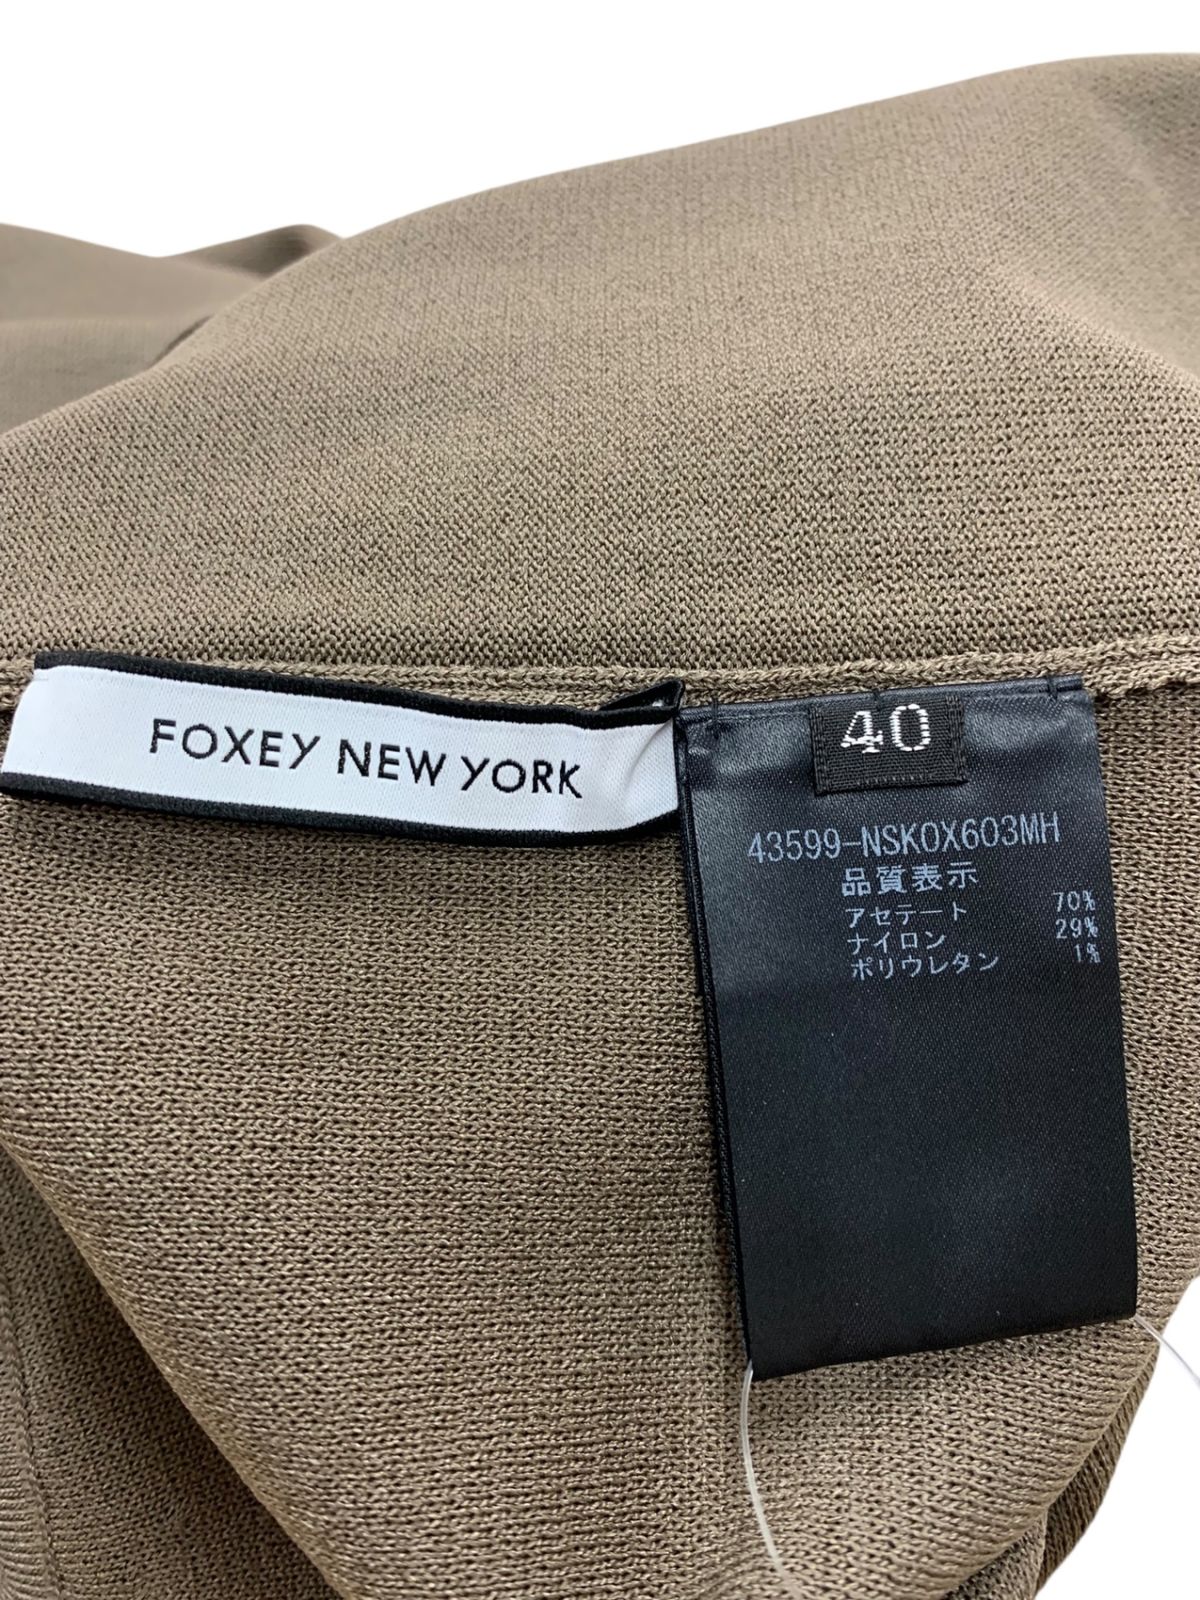 FOXEY NEW YORK
40
43599-NSKOX603MH
品質表示
アセテート 70%
ナイロン 29%
ポリウレタン 1%